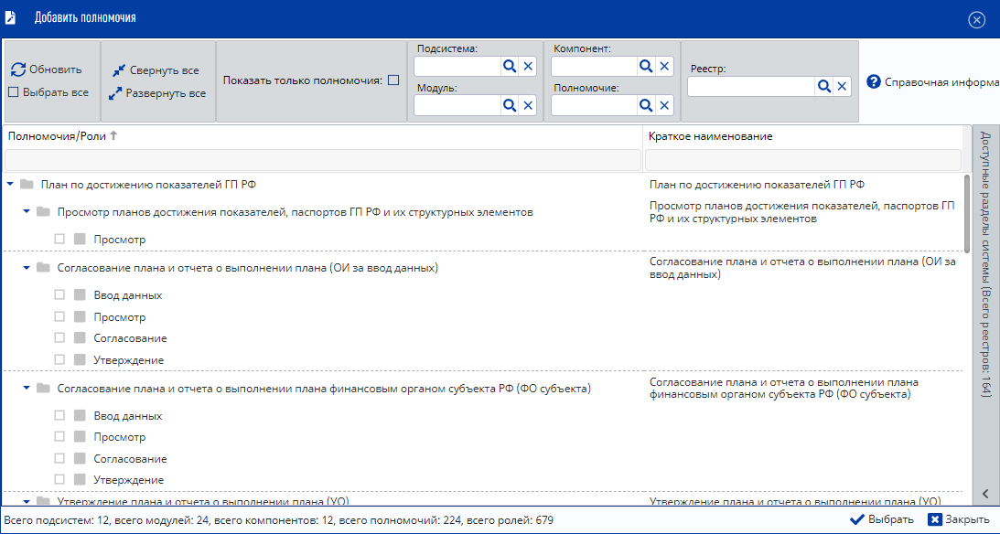 Добавить полномочия
Обновить
Выбрать все
Свернуть все
Развернуть все
Показать только полномочия:
Подсистема:
Модуль:
Компонент:
Полномочие:
Реестр:
Справочная информа
Полномочия/Роли
Краткое наименование
План по достижению показателей ГП РФ
План по достижению показателей ГП РФ
Просмотр планов достижения показателей, паспортов ГП РФ и их структурных элементов
Просмотр планов достижения показателей, паспортов ГП
РФ и их структурных элементов
Просмотр
Согласование плана и отчета о выполнении плана (ОИ за ввод данных)
Согласование плана и отчета о выполнении плана (ОИ за
ввод данных)
Ввод данных
Просмотр
Согласование
Утверждение
Согласование плана и отчета о выполнении плана финансовым органом субъекта РФ (ФО субъекта)
Согласование плана и отчета о выполнении плана
финансовым органом субъекта РФ (ФО субъекта)
Ввод данных
Просмотр
Согласование
Утверждение
Утверждение плана и отчета о выполнении плана (УО)
Утверждение плана и отчета о выполнении плана (УО)
Доступные разделы системы (Всего реестров: 164)
Всего подсистем: 12, всего модулей: 24, всего компонентов: 12, всего полномочий: 224, всего ролей: 679
Выбрать
Закрыть